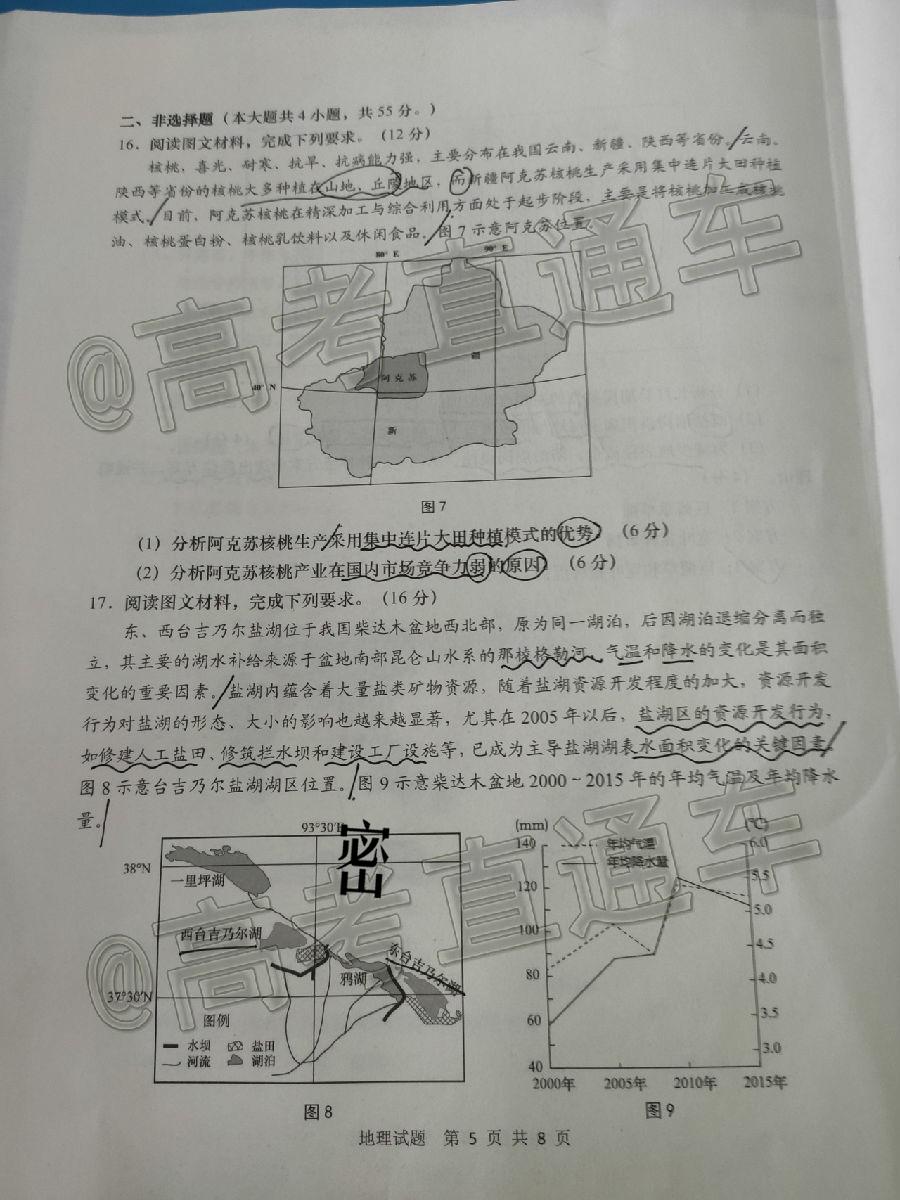 二、非选择题（本大题共4小题，共55分。）
16．阅读图文材料，完成下列要求。（12分）
核桃，喜光、耐寒、抗旱、抗病能力强，主要分布在我国云南、新疆、陕西等省份。云南、
陕西等省份的核桃大多种植在山地、丘陵地区，而新疆阿克苏核桃生产采用集中连片大田种植
模式。目前，阿克苏核桃在精深加工与综合利用方面处于起步阶段，主要是将核桃加工成核桃
油、核桃蛋白粉、核桃乳饮料以及休闲食品。图7示意阿克苏位置。
80° E
90° E
40° N
阿克苏
疆
新
图7
（1）分析阿克苏核桃生产采用集中连片大田种植模式的优势。（6分）
（2）分析阿克苏核桃产业在国内市场竞争力弱的原因。（6分）
17．阅读图文材料，完成下列要求。（16分）
东、西台吉乃尔盐湖位于我国柴达木盆地西北部，原为同一湖泊，后因湖泊退缩分离而独
立，其主要的湖水补给来源于盆地南部昆仑山水系的那棱格勒河，气温和降水的变化是其面积
变化的重要因素。盐湖内蕴含着大量盐类矿物资源，随着盐湖资源开发程度的加大，资源开发
行为对盐湖的形态、大小的影响也越来越显著，尤其在2005年以后，盐湖区的资源开发行为，
如修建人工盐田、修筑拦水坝和建设工厂设施等，已成为主导盐湖湖表水面积变化的关键因素。
图8示意台吉乃尔盐湖湖区位置。图9示意柴达木盆地2000~2015年的年均气温及年均降水
量。
93°30′E
密
38°N
一里坪湖
西台吉乃尔湖
东台吉乃尔湖
鸦湖
37°30′N
图例
水坝 盐田
河流 湖泊
图8
(mm) (℃)
140 年均气温 6.0
年均降水量
120 5.5
100 5.0
4.5
80 4.0
60 3.5
40 3.0
2000年 2005年 2010年 2015年
图9
地理试题 第5页共8页
@高考直通车
@高考直通车